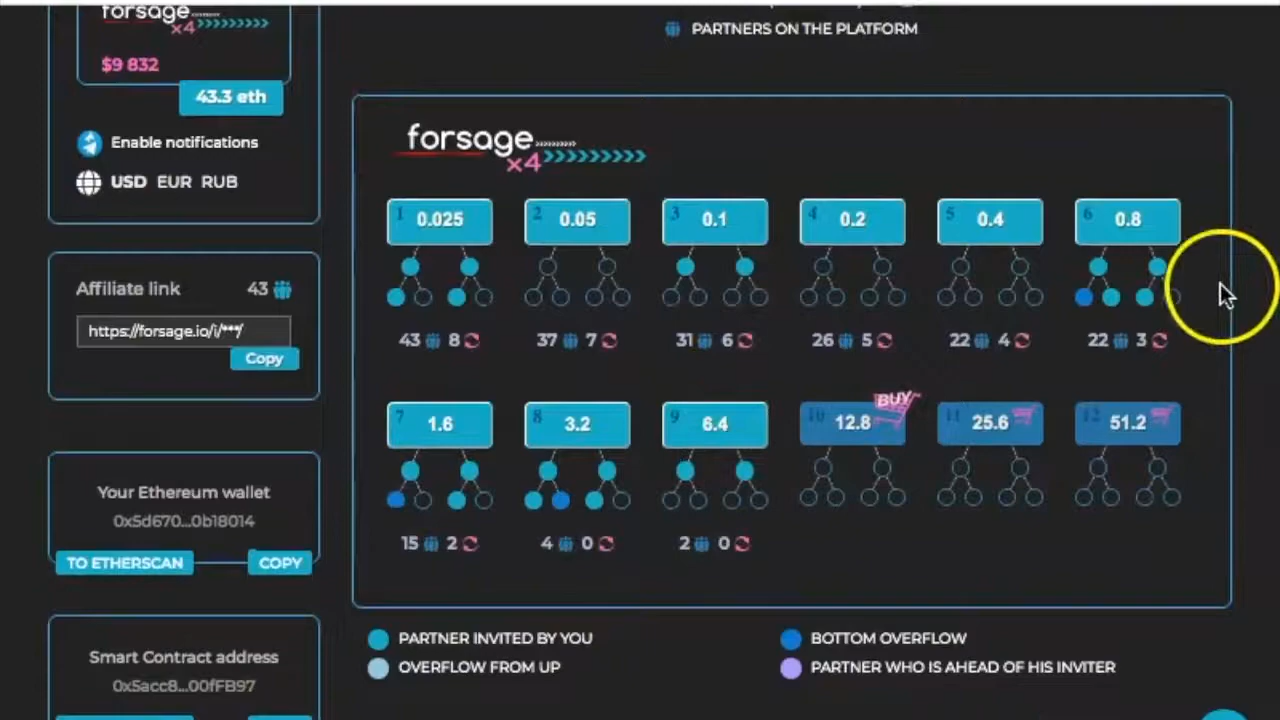 forsage
x4
$9 832
43.3 eth
Enable notifications
USD EUR RUB
Affiliate link 43
https://forsage.io/i/***/
Copy
Your Ethereum wallet
0x5d670...0b18014
TO ETHERSCAN COPY
Smart Contract address
0x5acc8...00fFB97
PARTNERS ON THE PLATFORM
forsage
x4
1 0.025 2 0.05 3 0.1 4 0.2 5 0.4 6 0.8
43 8 37 7 31 6 26 5 22 4 22 3
BUY
7 1.6 8 3.2 9 6.4 10 12.8 11 25.6 12 51.2
15 2 4 0 2 0
PARTNER INVITED BY YOU BOTTOM OVERFLOW
OVERFLOW FROM UP PARTNER WHO IS AHEAD OF HIS INVITER